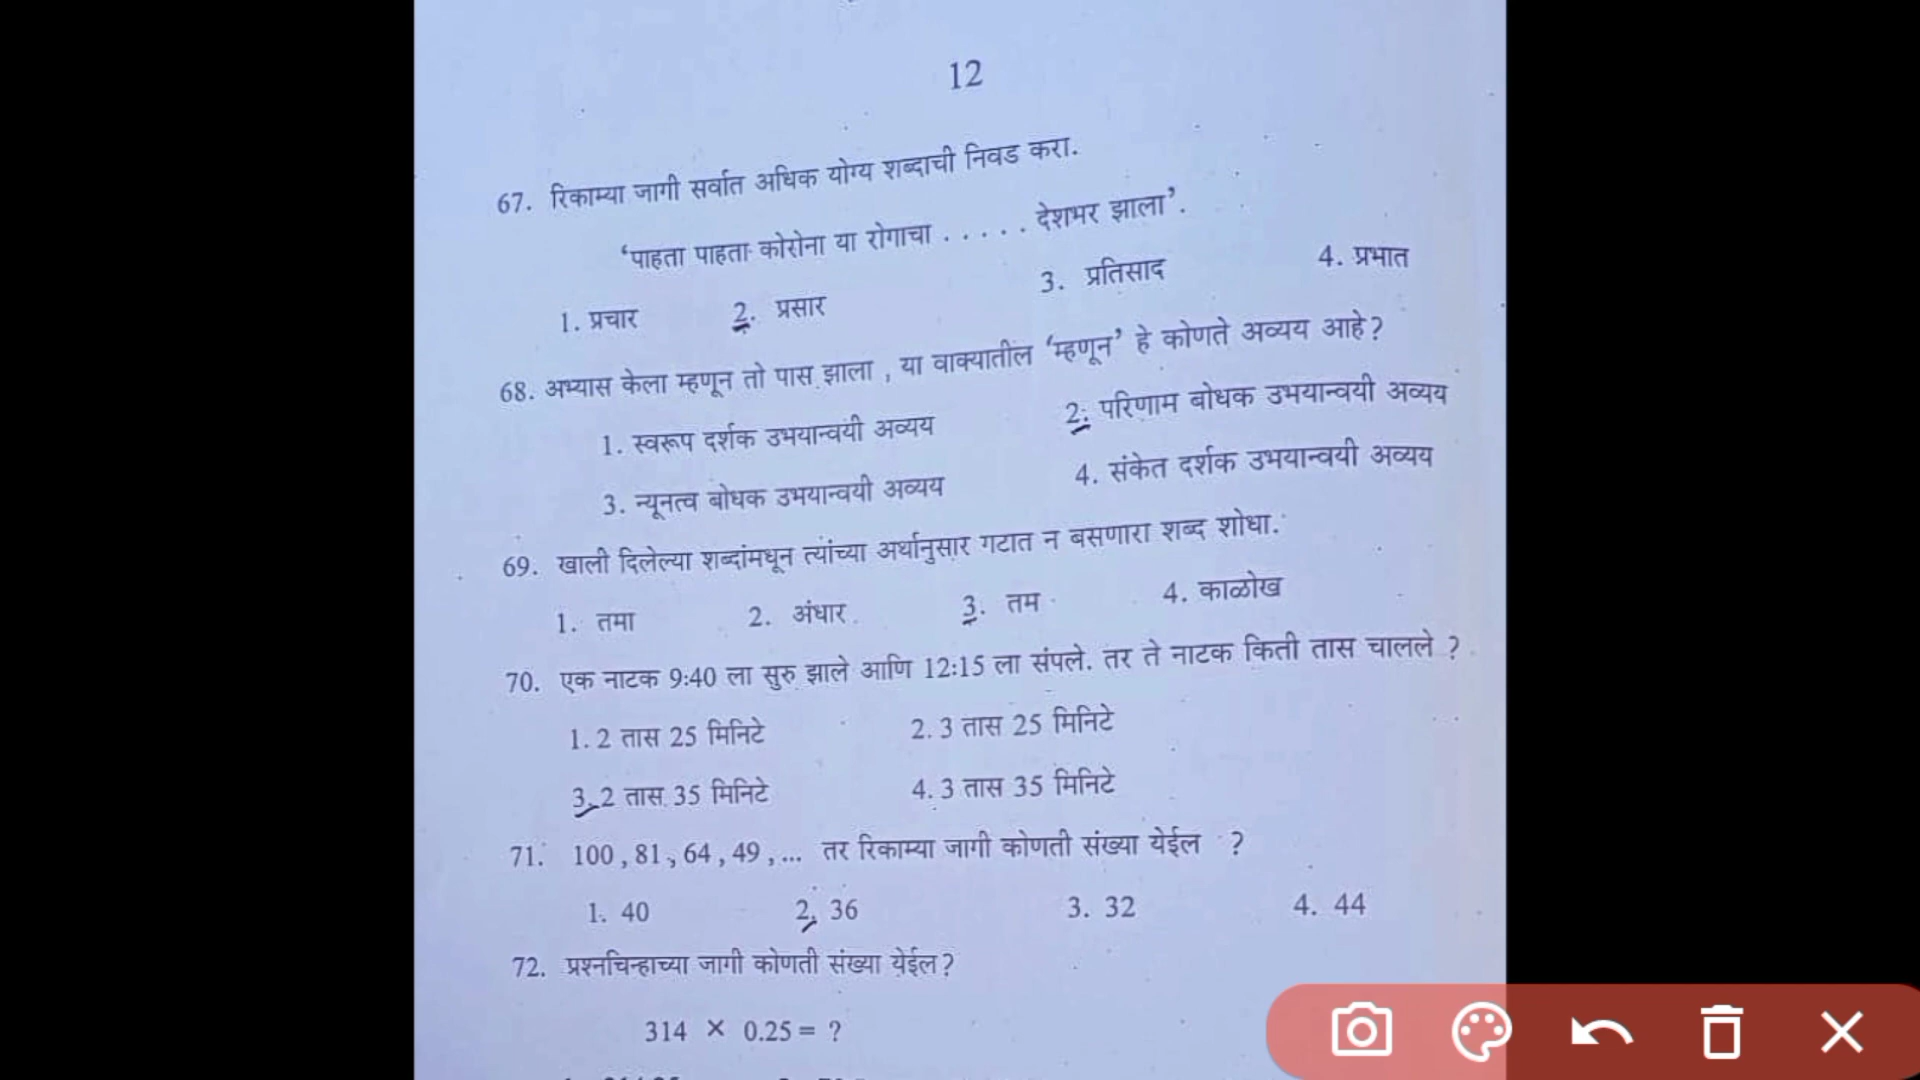 12
67. रिकाम्या जागी सर्वात अधिक योग्य शब्दाची निवड करा.
‘पाहता पाहता कोरोना या रोगाचा . . . . . देशभर झाला’.
1. प्रचार 2. प्रसार 3. प्रतिसाद 4. प्रभात
68. अभ्यास केला म्हणून तो पास झाला , या वाक्यातील ‘म्हणून’ हे कोणते अव्यय आहे?
1. स्वरूप दर्शक उभयान्वयी अव्यय 2. परिणाम बोधक उभयान्वयी अव्यय
3. न्यूनत्व बोधक उभयान्वयी अव्यय 4. संकेत दर्शक उभयान्वयी अव्यय
69. खाली दिलेल्या शब्दांमधून त्यांच्या अर्थानुसार गटात न बसणारा शब्द शोधा.
1. तमा 2. अंधार 3. तम 4. काळोख
70. एक नाटक 9:40 ला सुरु झाले आणि 12:15 ला संपले. तर ते नाटक किती तास चालले ?
1. 2 तास 25 मिनिटे 2. 3 तास 25 मिनिटे
3. 2 तास 35 मिनिटे 4. 3 तास 35 मिनिटे
71. 100 , 81 , 64 , 49 , ... तर रिकाम्या जागी कोणती संख्या येईल ?
1. 40 2. 36 3. 32 4. 44
72. प्रश्नचिन्हाच्या जागी कोणती संख्या येईल?
314 × 0.25 = ?